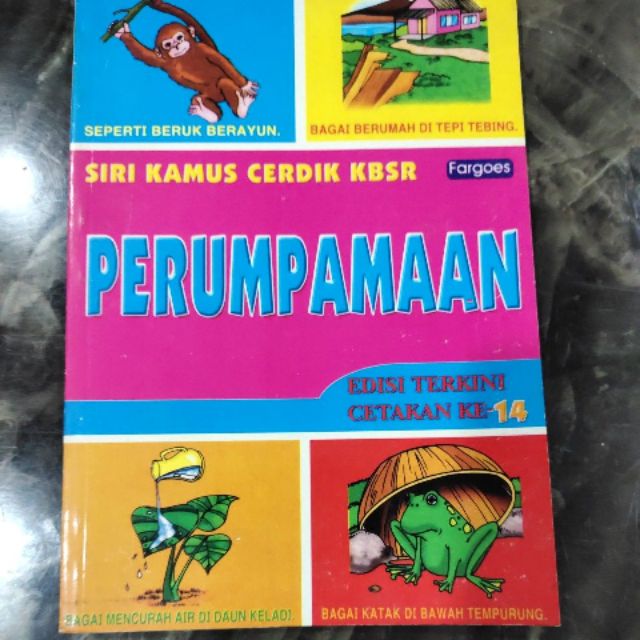 SEPERTI BERUK BERAYUN.
BAGAI BERUMAH DI TEPI TEBING.
SIRI KAMUS CERDIK KBSR
Fargoes
PERUMPAMAAN
EDISI TERKINI
CETAKAN KE-14
BAGAI MENCURAH AIR DI DAUN KELADI.
BAGAI KATAK DI BAWAH TEMPURUNG.